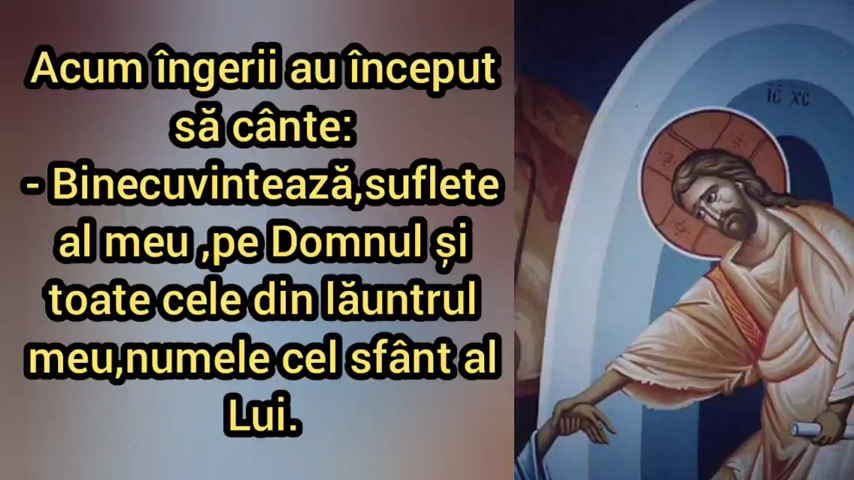 Acum îngerii au început
să cânte:
- Binecuvintează,suflete
al meu ,pe Domnul și
toate cele din lăuntrul
meu,numele cel sfânt al
Lui.
IC XC